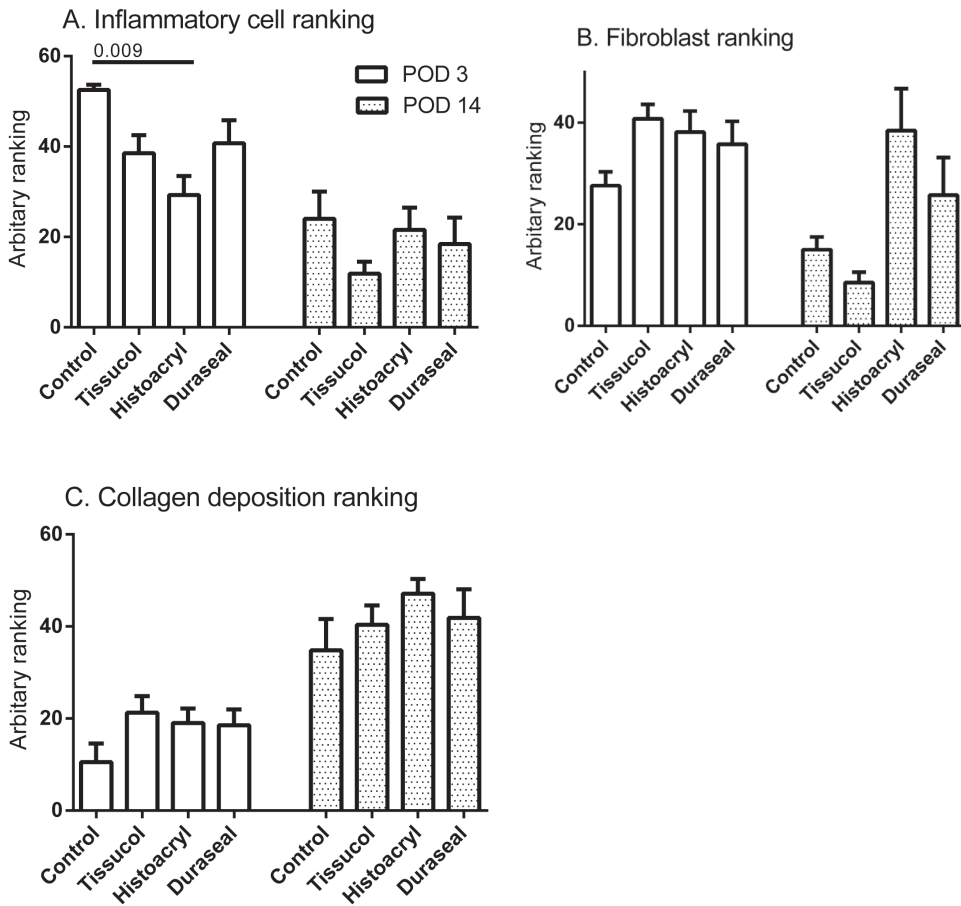 A. Inflammatory cell ranking
0.009
60
40
20
0
Arbitary ranking
POD 3
POD 14
Control
Tissucol
Histoacryl
Duraseal
Control
Tissucol
Histoacryl
Duraseal
B. Fibroblast ranking
40
20
0
Arbitary ranking
Control
Tissucol
Histoacryl
Duraseal
Control
Tissucol
Histoacryl
Duraseal
C. Collagen deposition ranking
60
40
20
0
Arbitary ranking
Control
Tissucol
Histoacryl
Duraseal
Control
Tissucol
Histoacryl
Duraseal